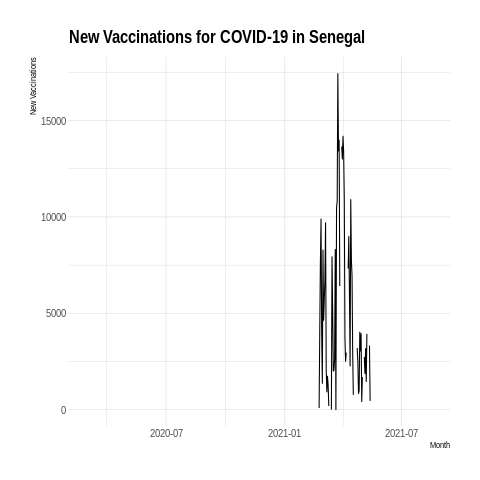 New Vaccinations for COVID-19 in Senegal
New Vaccinations
15000
10000
5000
0
2020-07
2021-01
2021-07
Month